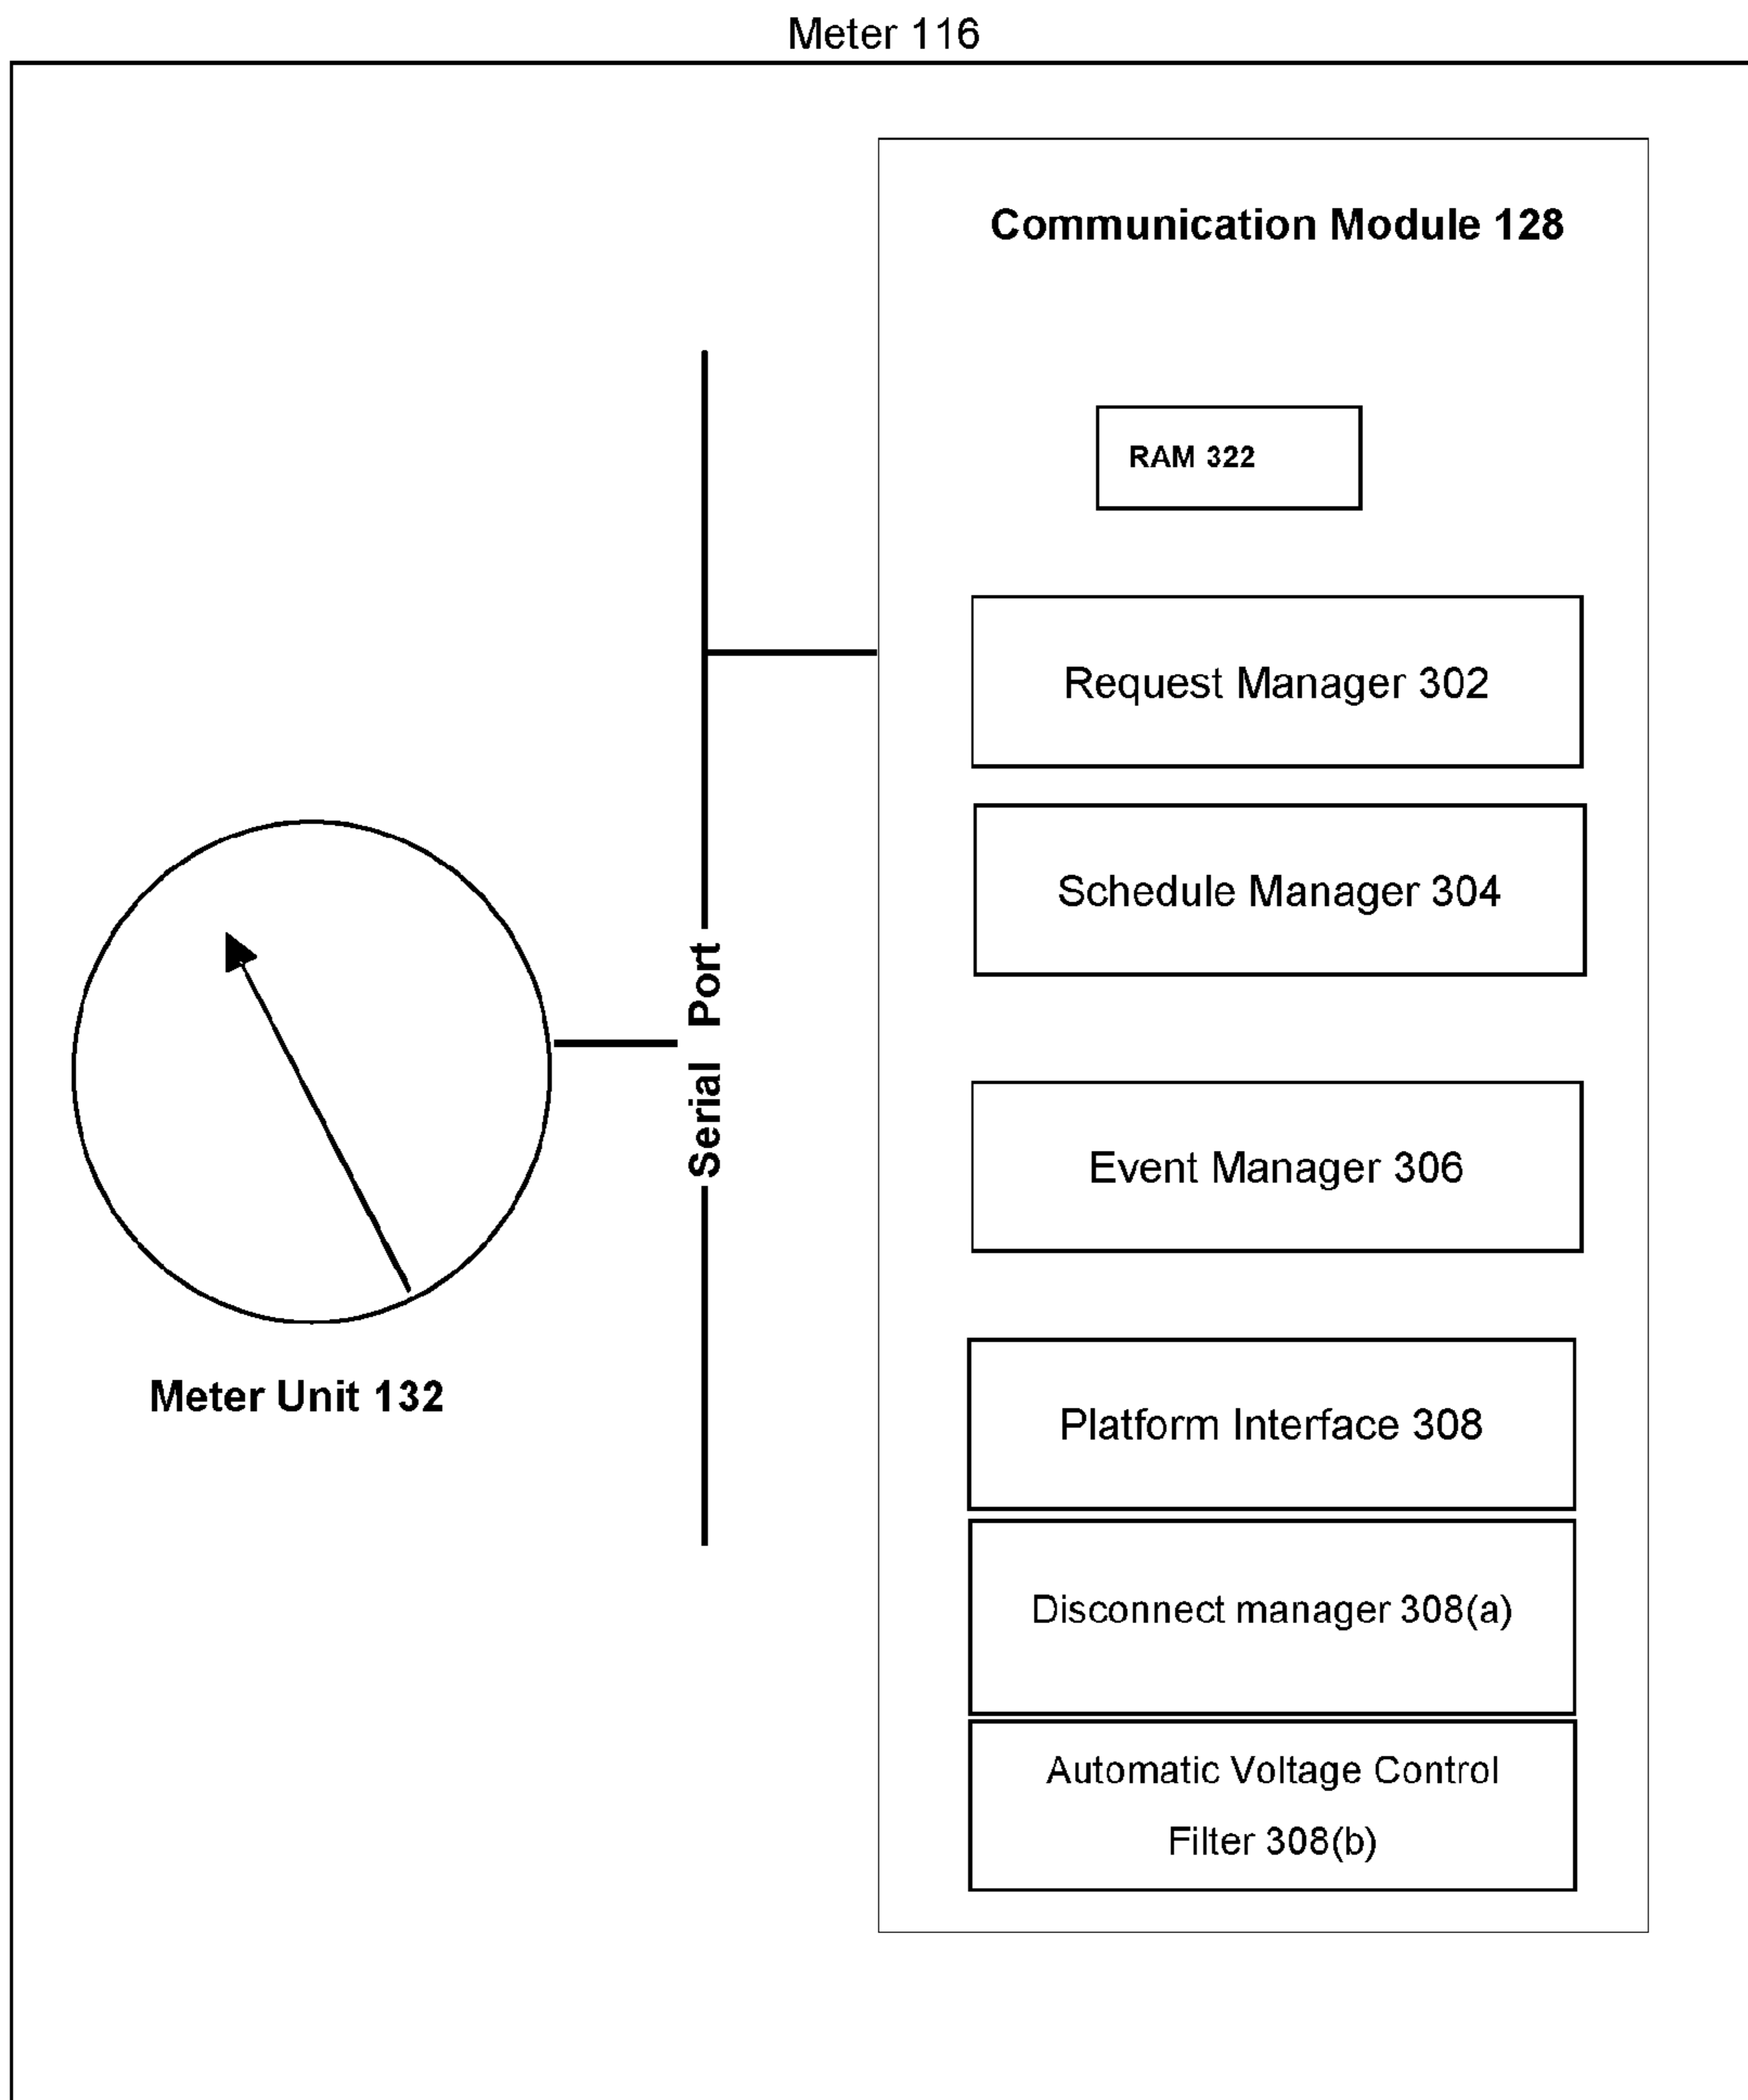 Meter 116
Communication Module 128
RAM 322
Request Manager 302
Schedule Manager 304
Serial Port
Event Manager 306
Meter Unit 132
Platform Interface 308
Disconnect manager 308(a)
Automatic Voltage Control
Filter 308(b)